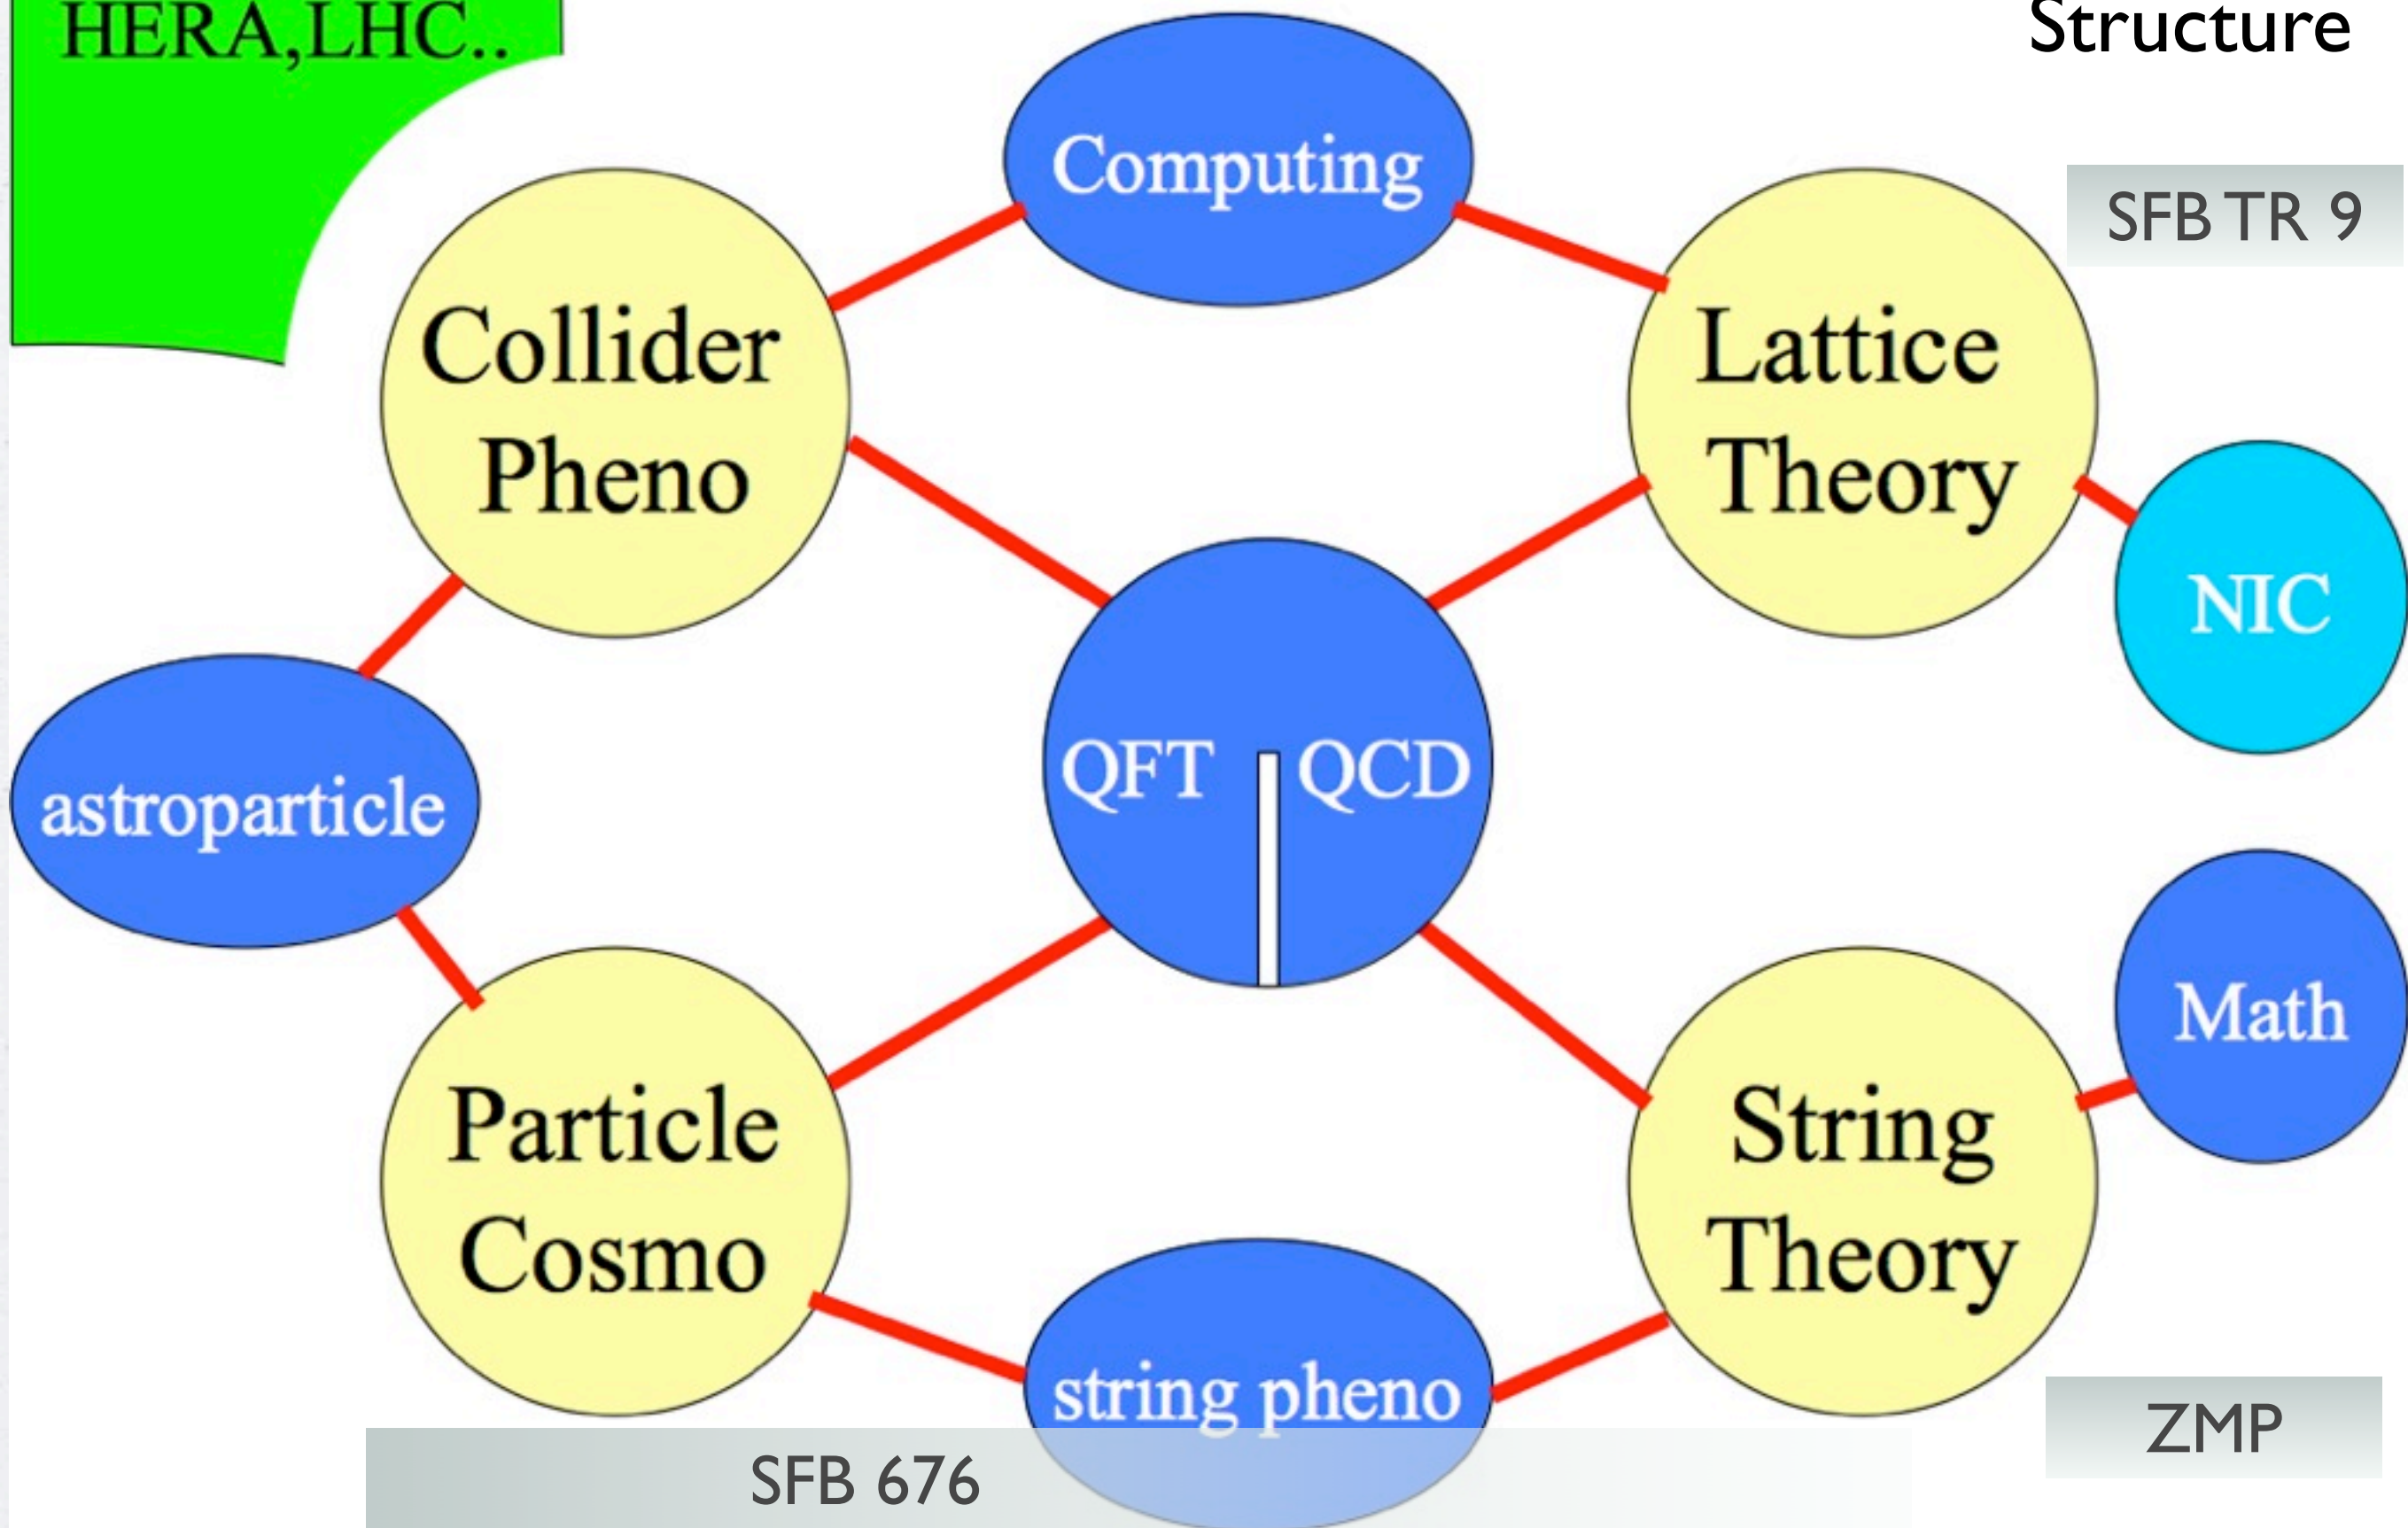 HERA,LHC..
Structure
Computing
SFB TR 9
Collider
Pheno
Lattice
Theory
NIC
QFT
QCD
astroparticle
Math
Particle
Cosmo
String
Theory
string pheno
ZMP
SFB 676